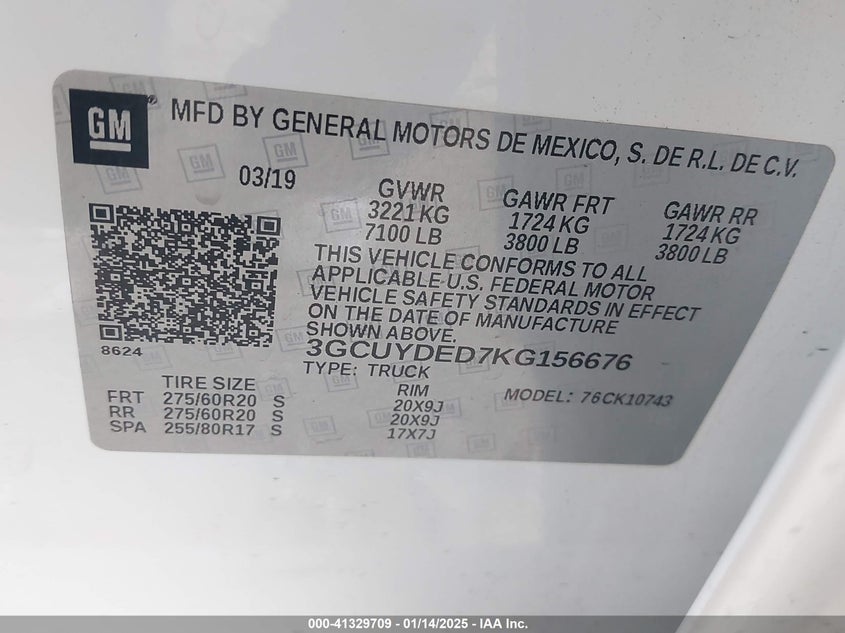 GM
MFD BY GENERAL MOTORS DE MEXICO, S. DE R.L. DE C.V.
03/19
GVWR GAWR FRT GAWR RR
3221 KG 1724 KG 1724 KG
7100 LB 3800 LB 3800 LB
THIS VEHICLE CONFORMS TO ALL
APPLICABLE U.S. FEDERAL MOTOR
VEHICLE SAFETY STANDARDS IN EFFECT
ON THE DATE OF MANUFACTURE
SHOWN ABOVE.
8624
3GCUYDED7KG156676
TYPE: TRUCK
MODEL: 76CK10743
TIRE SIZE RIM
FRT 275/60R20 S 20X9J
RR 275/60R20 S 20X9J
SPA 255/80R17 S 17X7J
000-41329709 - 01/14/2025 - IAA Inc.